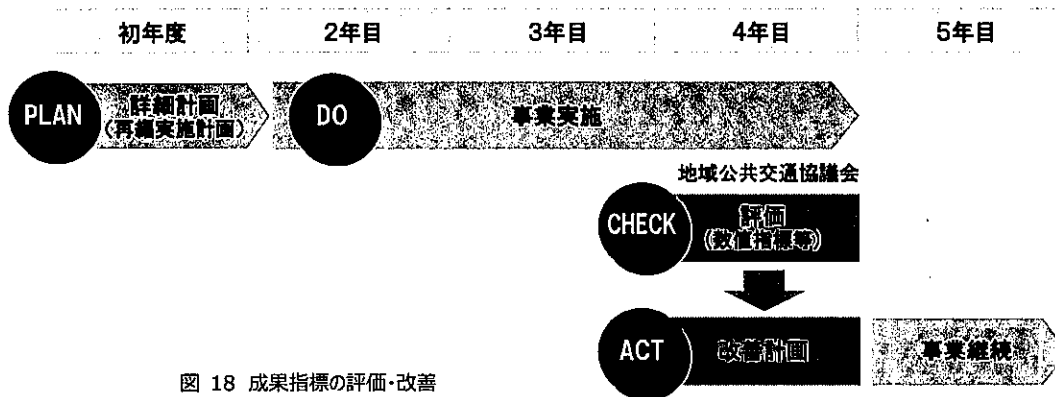 初年度 2年目 3年目 4年目 5年目
PLAN
詳細計画
(再編実施計画)
DO
事業実施
地域公共交通協議会
CHECK
評価
(数値指標等)
ACT
改善計画
事業継続
図 18 成果指標の評価・改善